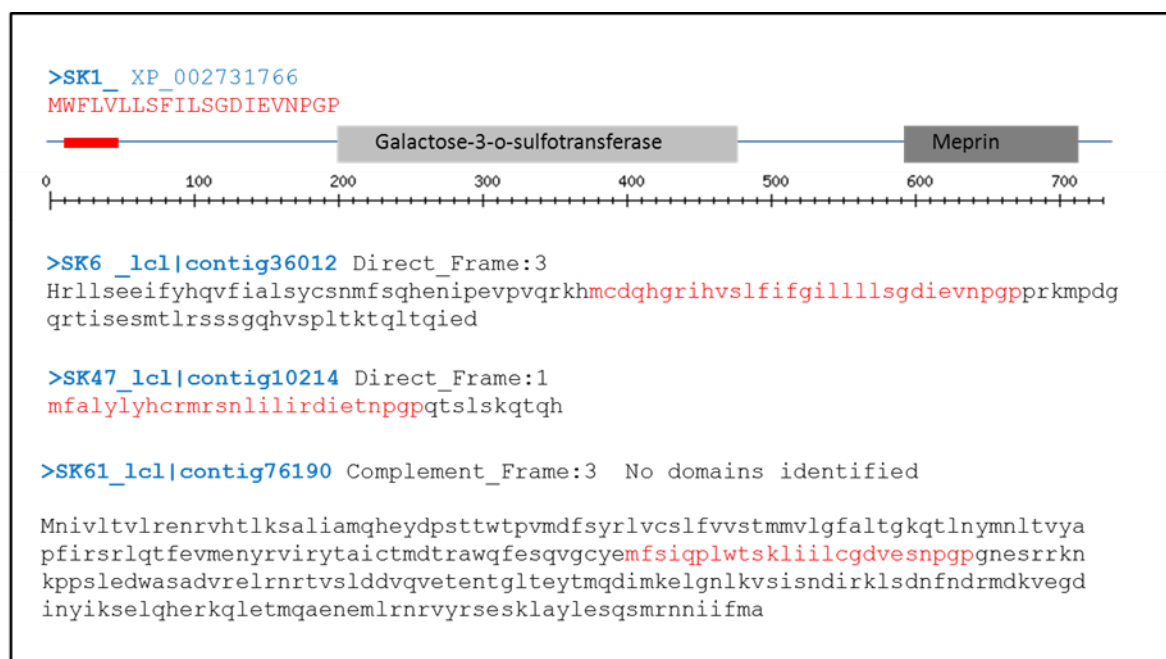 >SK1_ XP_002731766
MWFLVLLSFILSGDIEVNPGP
Galactose-3-o-sulfotransferase Meprin
0 100 200 300 400 500 600 700
>SK6 _lcl|contig36012 Direct_Frame:3
Hrllseeifyhqvfialsycsnmfsqhenipevpvqrkhmcdqhgrihvslfifgillllsgdievnpgpprkmpdg
qrtisesmtlrsssgqhvspltktqltqied
>SK47_lcl|contig10214 Direct_Frame:1
mfalylyhcrmrsnlilirdietnpgpqtslskqtqh
>SK61_lcl|contig76190 Complement_Frame:3 No domains identified
Mnivltvlrenrvhtlksaliamqheydpsttwtpvmdfsyrlvcslfvvstmmvlgfaltgkqtlnymnltvya
pfirsrlqtfevmenyrvirytaictmdtrawqfesqvgcyemfsiqplwtskliilcgdvesnpgpgnesrrkn
kppsledwasadvrelrnrtvslddvqvetentglteytmqdimkelgnlkvsisndirklsdnfndrmdkvegd
inyikselqherkqletmqaenemlrnrvyrsesklaylesqsmrnniifma